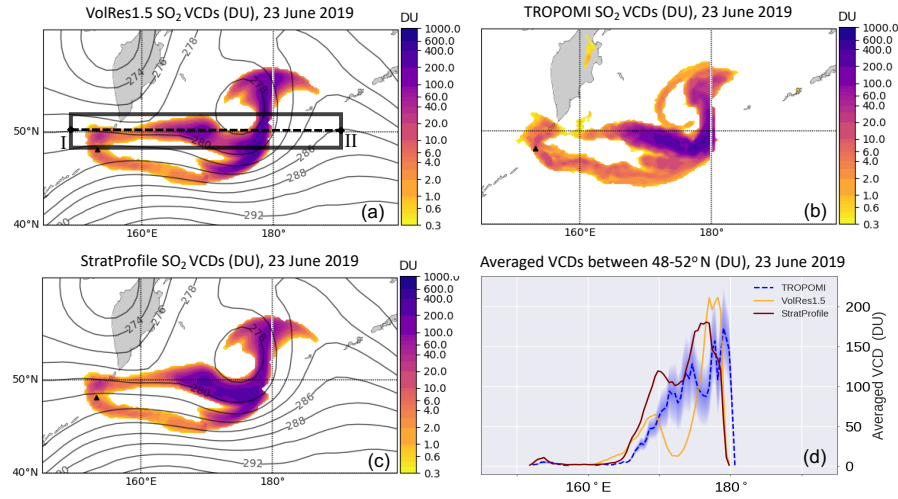 VolRes1.5 SO₂ VCDs (DU), 23 June 2019
DU
1000.0
600.0
200.0
100.0
60.0
40.0
20.0
10.0
6.0
4.0
2.0
1.0
0.6
0.3
50°N
40°N
160°E
180°
I
II
274
276
278
278
280
286
288
292
(a)
TROPOMI SO₂ VCDs (DU), 23 June 2019
DU
1000.0
600.0
200.0
100.0
60.0
40.0
20.0
10.0
6.0
4.0
2.0
1.0
0.6
0.3
50°N
40°N
160°E
180°
(b)
StratProfile SO₂ VCDs (DU), 23 June 2019
DU
1000.0
600.0
200.0
100.0
60.0
40.0
20.0
10.0
6.0
4.0
2.0
1.0
0.6
0.3
50°N
40°N
160°E
180°
274
276
278
278
280
286
288
292
(c)
Averaged VCDs between 48-52° N (DU), 23 June 2019
TROPOMI
VolRes1.5
StratProfile
200
150
100
50
0
Averaged VCD (DU)
160 °E
180 °
(d)